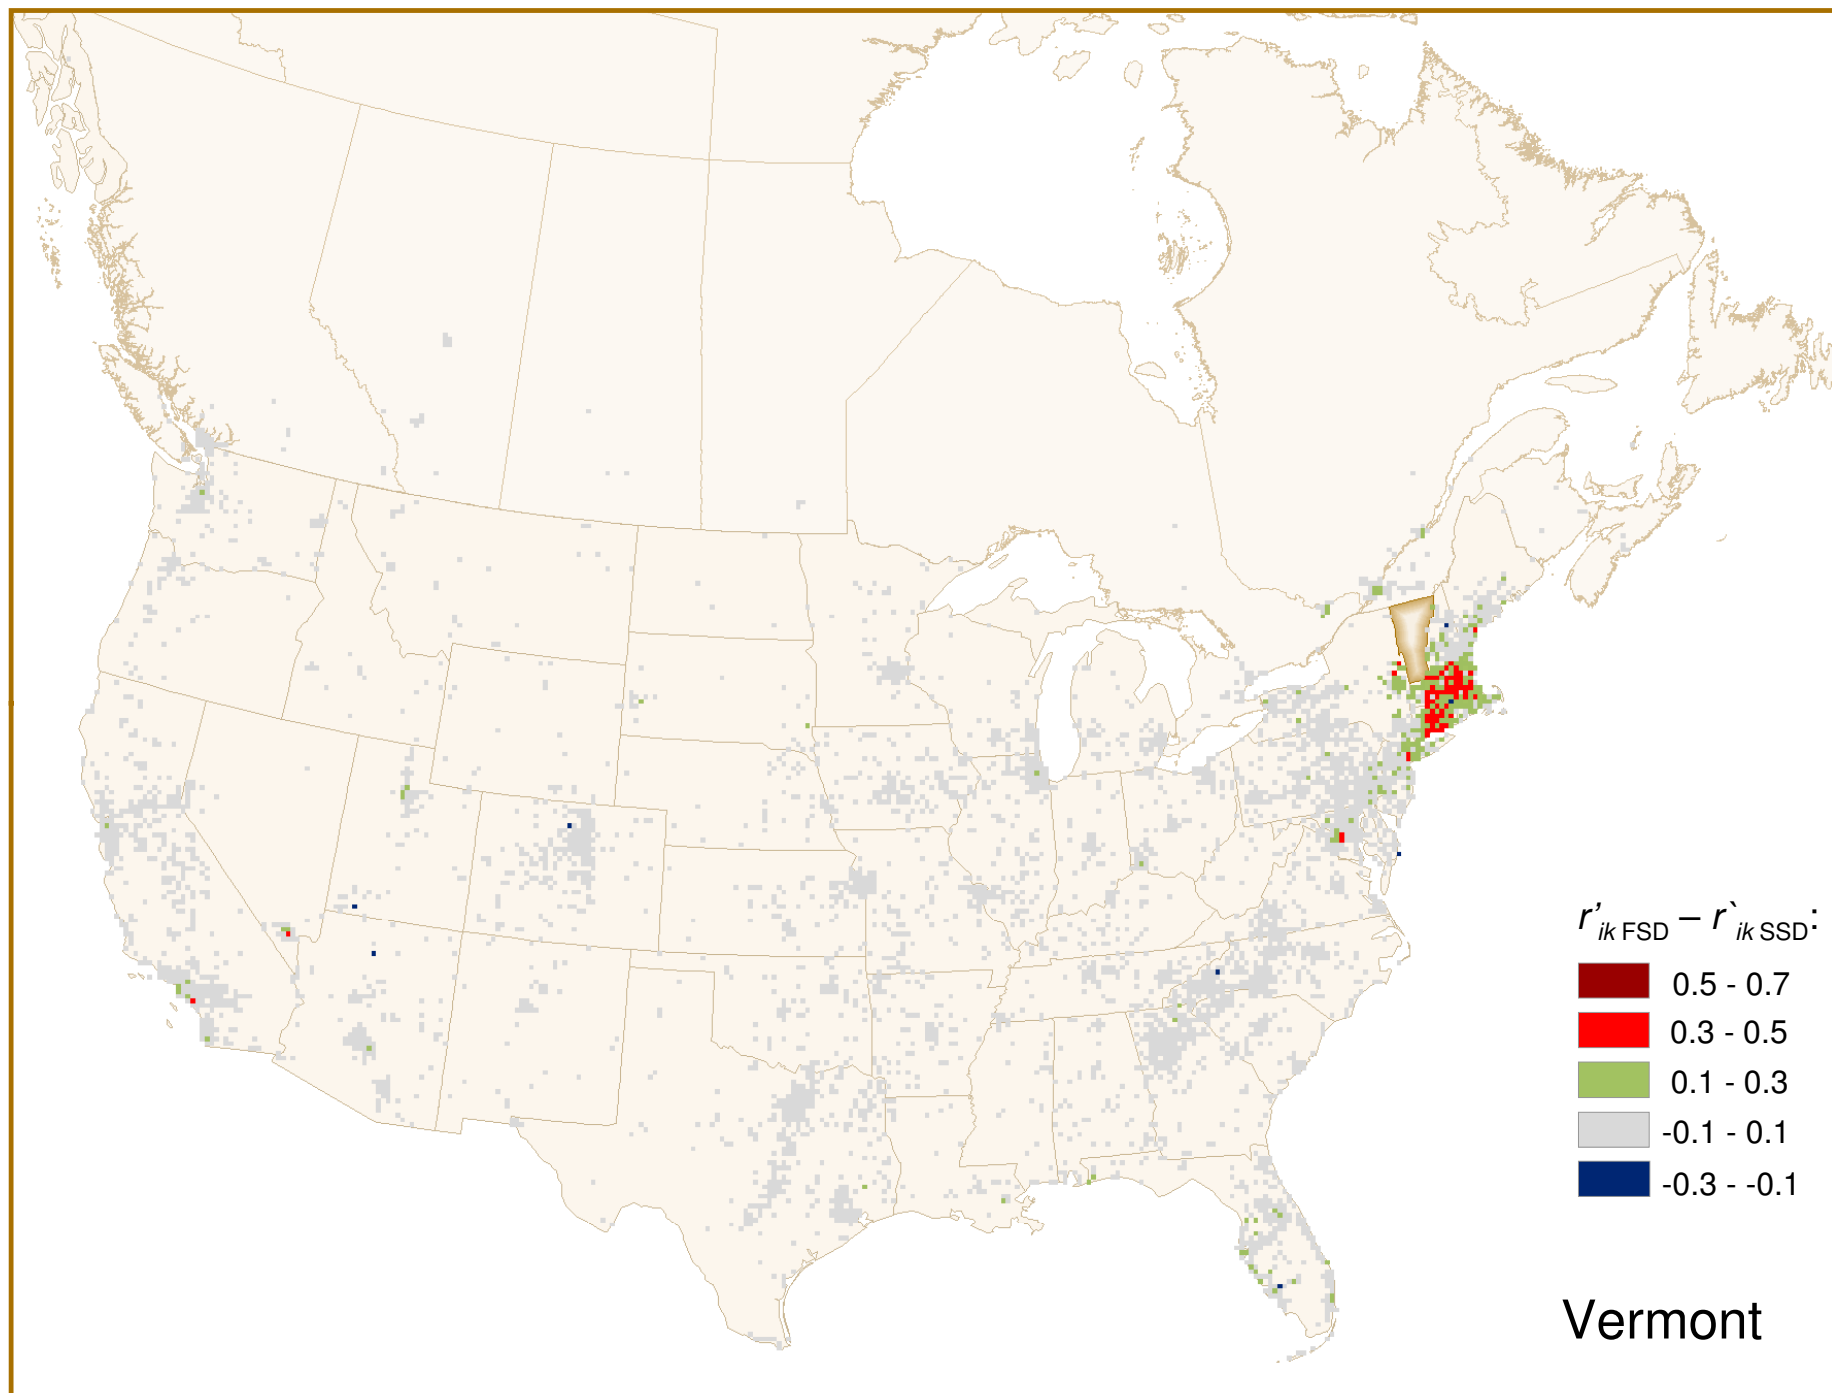 r’ik FSD – r`ik SSD:
0.5 - 0.7
0.3 - 0.5
0.1 - 0.3
-0.1 - 0.1
-0.3 - -0.1
Vermont